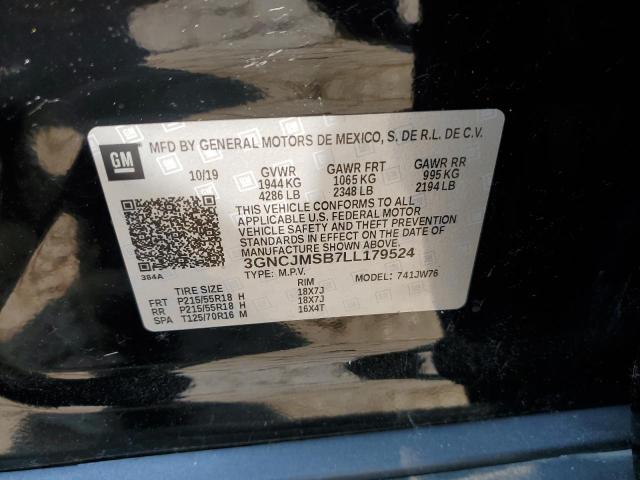 GM
MFD BY GENERAL MOTORS DE MEXICO, S. DE R.L. DE C.V.
10/19 GVWR GAWR FRT GAWR RR
1944 KG 1065 KG 995 KG
4286 LB 2348 LB 2194 LB
THIS VEHICLE CONFORMS TO ALL
APPLICABLE U.S. FEDERAL MOTOR
VEHICLE SAFETY AND THEFT PREVENTION
STANDARDS IN EFFECT ON THE DATE OF
MANUFACTURE SHOWN ABOVE.
384A 3GNCJMSB7LL179524
TYPE: M.P.V. MODEL: 741JW76
TIRE SIZE RIM
FRT P215/55R18 H 18X7J
RR P215/55R18 H 18X7J
SPA T125/70R16 M 16X4T